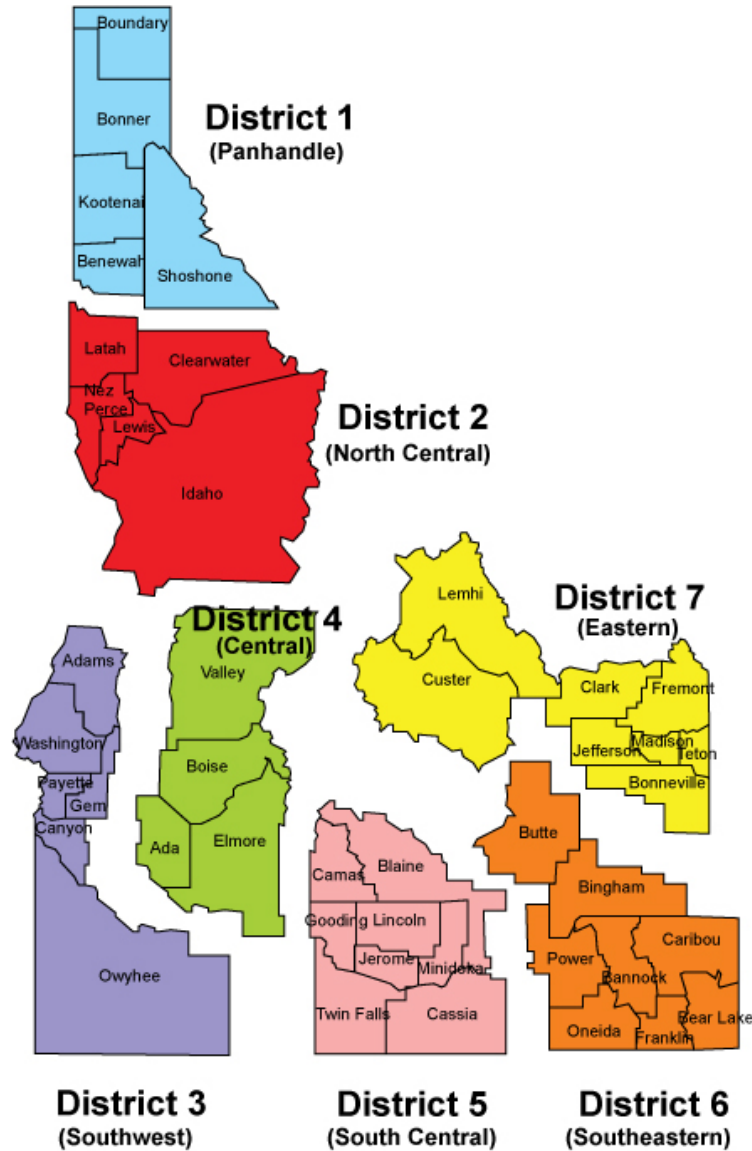 Boundary
Bonner
Kootenai
Benewah
Shoshone
District 1
(Panhandle)
Latah
Clearwater
Nez
Perce
Lewis
Idaho
District 2
(North Central)
Adams
Washington
Payette
Gem
Canyon
Owyhee
District 3
(Southwest)
District 4
(Central)
Valley
Boise
Ada
Elmore
Camas
Blaine
Gooding
Lincoln
Jerome
Minidoka
Twin Falls
Cassia
District 5
(South Central)
Lemhi
Custer
District 7
(Eastern)
Clark
Fremont
Jefferson
Madison
Teton
Bonneville
Butte
Bingham
Power
Caribou
Bannock
Oneida
Franklin
Bear Lake
District 6
(Southeastern)